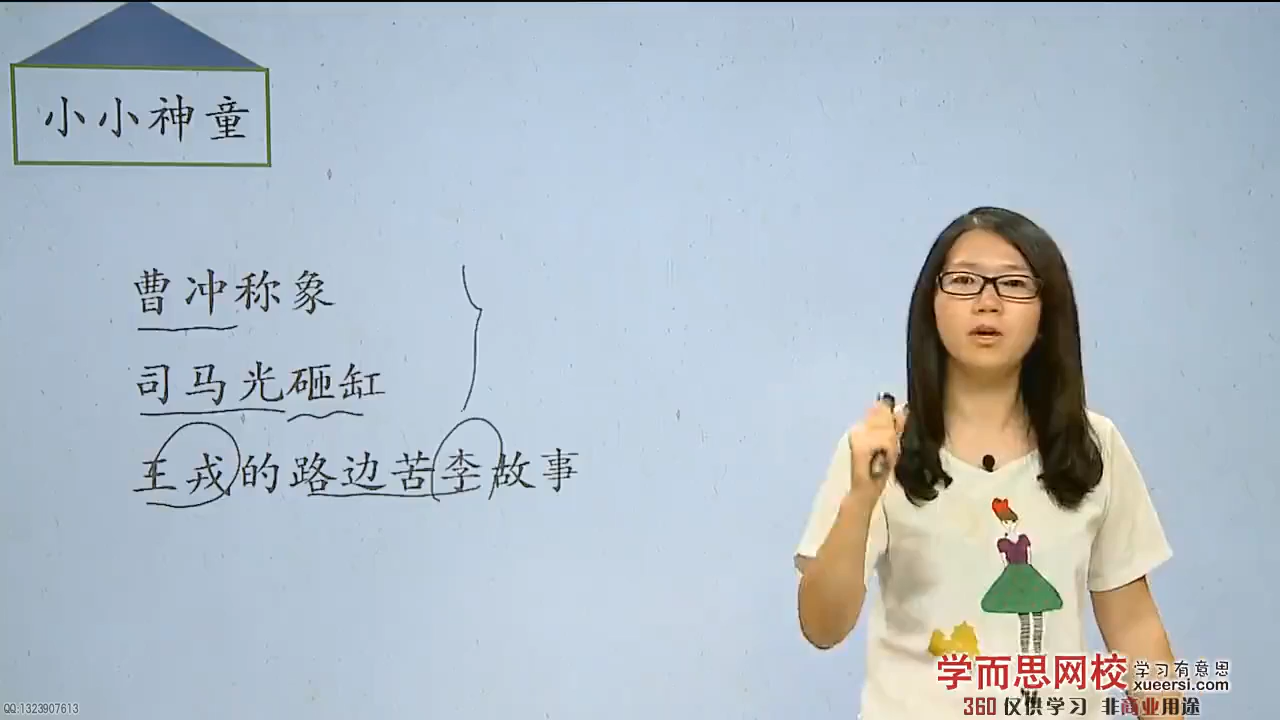 小小神童
曹冲称象
司马光砸缸
王戎的路边苦李故事
学而思网校 学习有意思
xueersi.com
360 仅供学习 非商业用途
QQ:1323907613